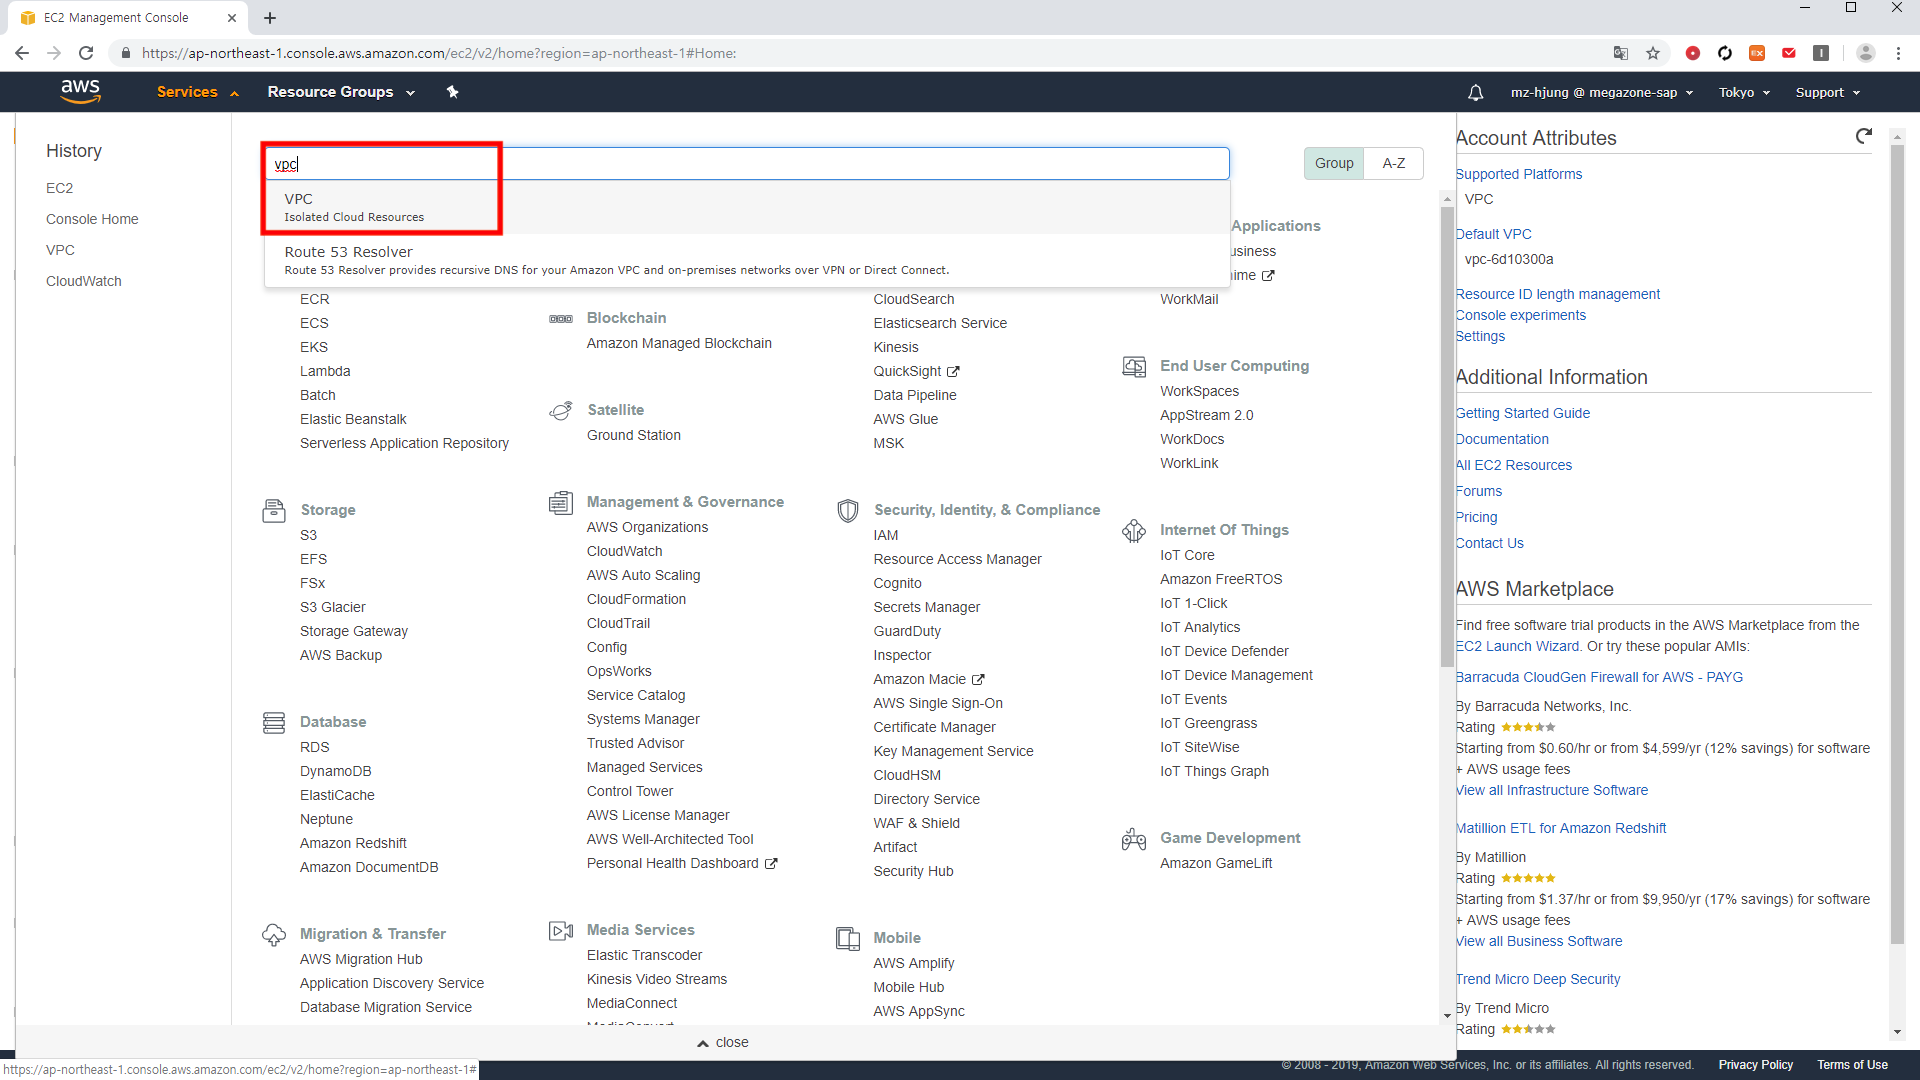 EC2 Management Console
https://ap-northeast-1.console.aws.amazon.com/ec2/v2/home?region=ap-northeast-1#Home:
aws
Services
Resource Groups
mz-hjung @ megazone-sap
Tokyo
Support
History
EC2
Console Home
VPC
CloudWatch
vpc
Group
A-Z
VPC
Isolated Cloud Resources
Route 53 Resolver
Route 53 Resolver provides recursive DNS for your Amazon VPC and on-premises networks over VPN or Direct Connect.
ECR
ECS
EKS
Lambda
Batch
Elastic Beanstalk
Serverless Application Repository
Storage
S3
EFS
FSx
S3 Glacier
Storage Gateway
AWS Backup
Database
RDS
DynamoDB
ElastiCache
Neptune
Amazon Redshift
Amazon DocumentDB
Migration & Transfer
AWS Migration Hub
Application Discovery Service
Database Migration Service
Blockchain
Amazon Managed Blockchain
Satellite
Ground Station
Management & Governance
AWS Organizations
CloudWatch
AWS Auto Scaling
CloudFormation
CloudTrail
Config
OpsWorks
Service Catalog
Systems Manager
Trusted Advisor
Managed Services
Control Tower
AWS License Manager
AWS Well-Architected Tool
Personal Health Dashboard
Media Services
Elastic Transcoder
Kinesis Video Streams
MediaConnect
MediaConvert
CloudSearch
Elasticsearch Service
Kinesis
QuickSight
Data Pipeline
AWS Glue
MSK
Security, Identity, & Compliance
IAM
Resource Access Manager
Cognito
Secrets Manager
GuardDuty
Inspector
Amazon Macie
AWS Single Sign-On
Certificate Manager
Key Management Service
CloudHSM
Directory Service
WAF & Shield
Artifact
Security Hub
Mobile
AWS Amplify
Mobile Hub
AWS AppSync
Applications
usiness
ime
WorkMail
End User Computing
WorkSpaces
AppStream 2.0
WorkDocs
WorkLink
Internet Of Things
IoT Core
Amazon FreeRTOS
IoT 1-Click
IoT Analytics
IoT Device Defender
IoT Device Management
IoT Events
IoT Greengrass
IoT SiteWise
IoT Things Graph
Game Development
Amazon GameLift
close
Account Attributes
Supported Platforms
VPC
Default VPC
vpc-6d10300a
Resource ID length management
Console experiments
Settings
Additional Information
Getting Started Guide
Documentation
All EC2 Resources
Forums
Pricing
Contact Us
AWS Marketplace
Find free software trial products in the AWS Marketplace from the
EC2 Launch Wizard. Or try these popular AMIs:
Barracuda CloudGen Firewall for AWS - PAYG
By Barracuda Networks, Inc.
Rating
Starting from $0.60/hr or from $4,599/yr (12% savings) for software
+ AWS usage fees
View all Infrastructure Software
Matillion ETL for Amazon Redshift
By Matillion
Rating
Starting from $1.37/hr or from $9,950/yr (17% savings) for software
+ AWS usage fees
View all Business Software
Trend Micro Deep Security
By Trend Micro
Rating
https://ap-northeast-1.console.aws.amazon.com/ec2/v2/home?region=ap-northeast-1#
© 2008 - 2019, Amazon Web Services, Inc. or its affiliates. All rights reserved.
Privacy Policy
Terms of Use